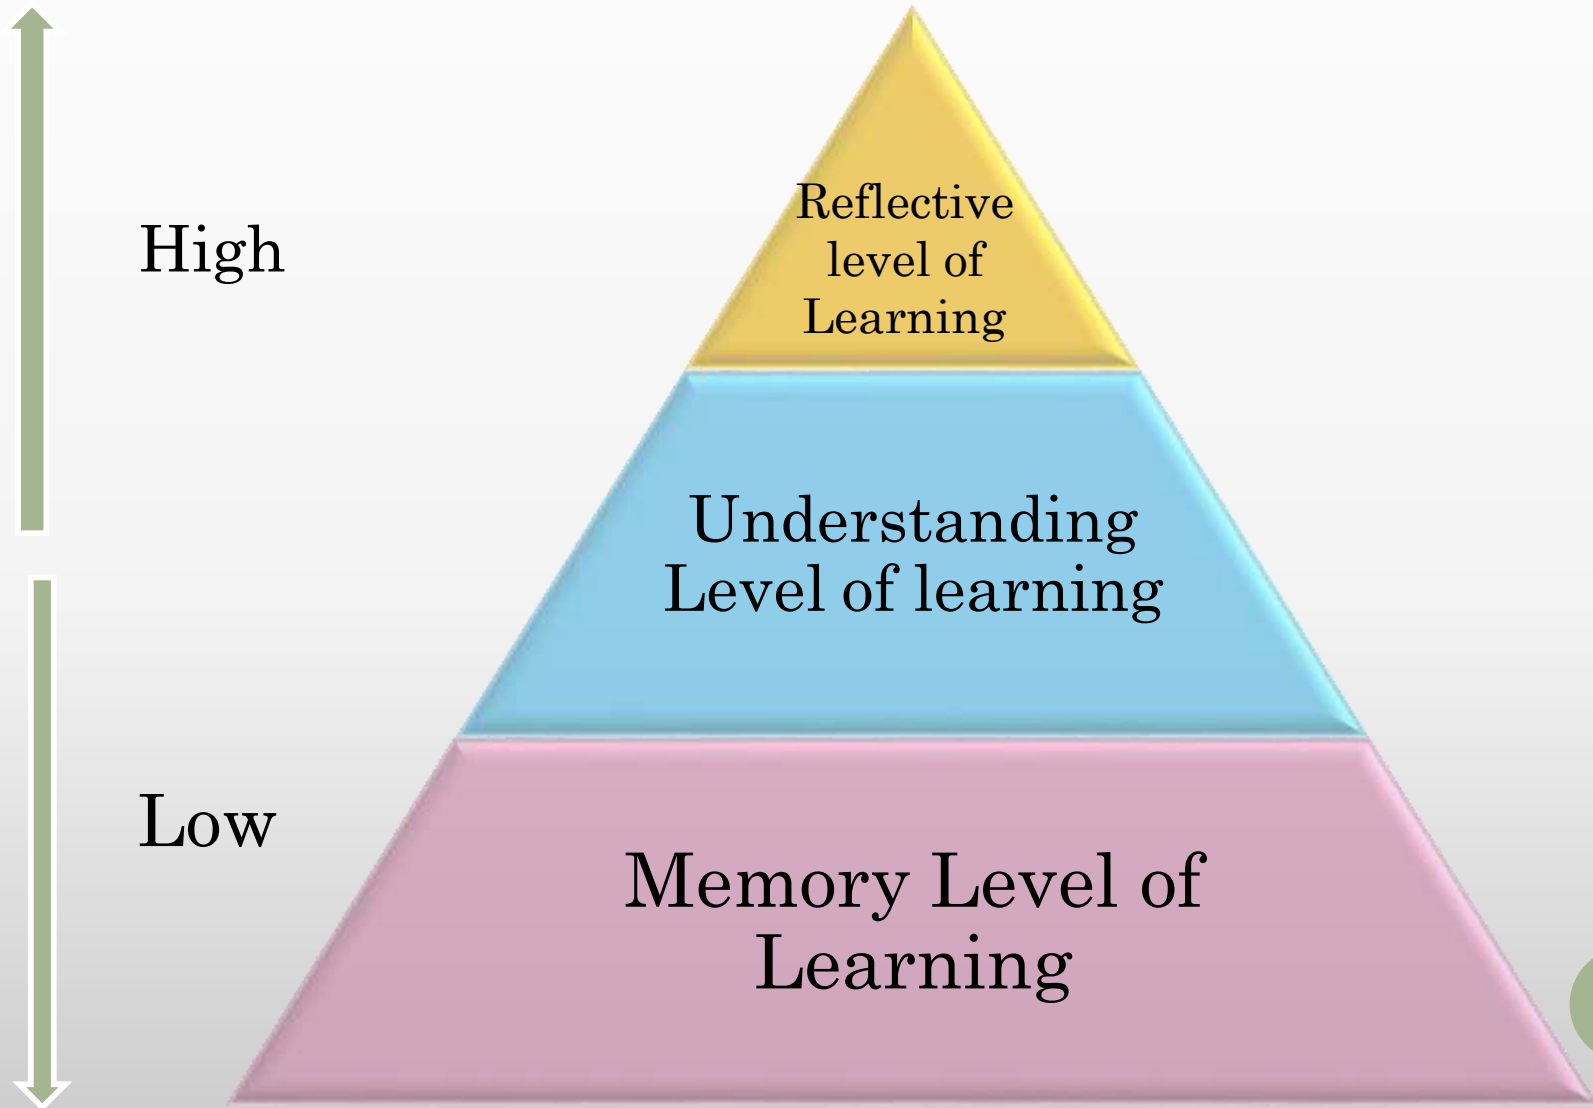 High
Reflective
level of
Learning
Understanding
Level of learning
Low
Memory Level of
Learning